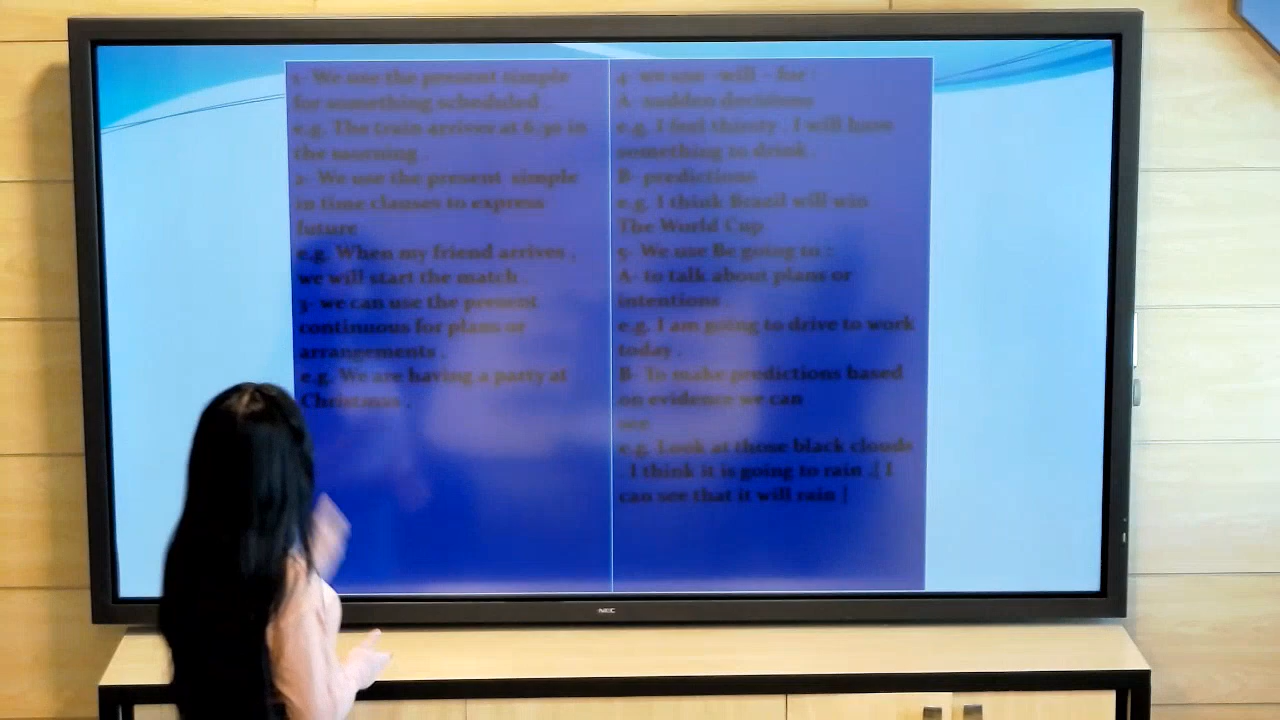 1- We use the present simple
for something scheduled .
e.g. The train arrives at 6:30 in
the morning .
2- We use the present simple
in time clauses to express
future
e.g. When my friend arrives ,
we will start the match .
3- we can use the present
continuous for plans or
arrangements .
e.g. We are having a party at
Christmas .
4- we use -will - for :
A- sudden decisions
e.g. I feel thirsty . I will have
something to drink .
B- predictions
e.g. I think Brazil will win
The World Cup
5- We use Be going to :
A- to talk about plans or
intentions
e.g. I am going to drive to work
today .
B- To make predictions based
on evidence we can
see
e.g. Look at those black clouds
. I think it is going to rain .[ I
can see that it will rain ]
NEC